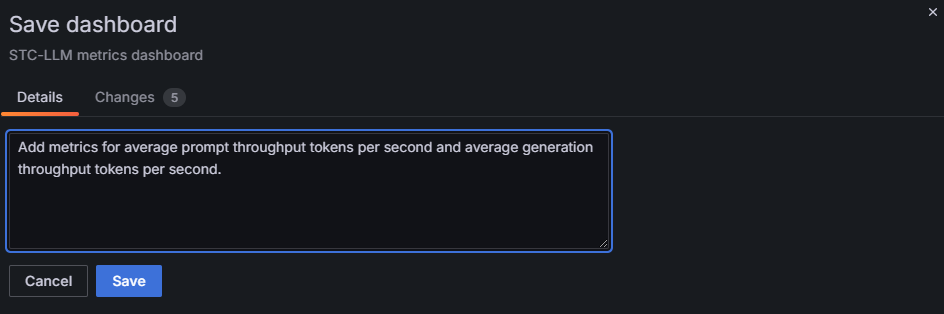 Save dashboard
STC-LLM metrics dashboard
Details
Changes 5
Add metrics for average prompt throughput tokens per second and average generation
throughput tokens per second.
Cancel
Save